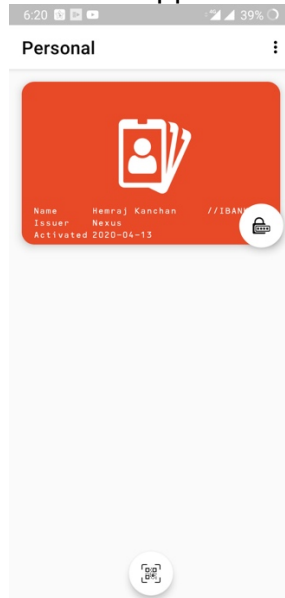 6:20 39%
Personal
Name Hemraj Kanchan //IBAN
Issuer Nexus
Activated 2020-04-13